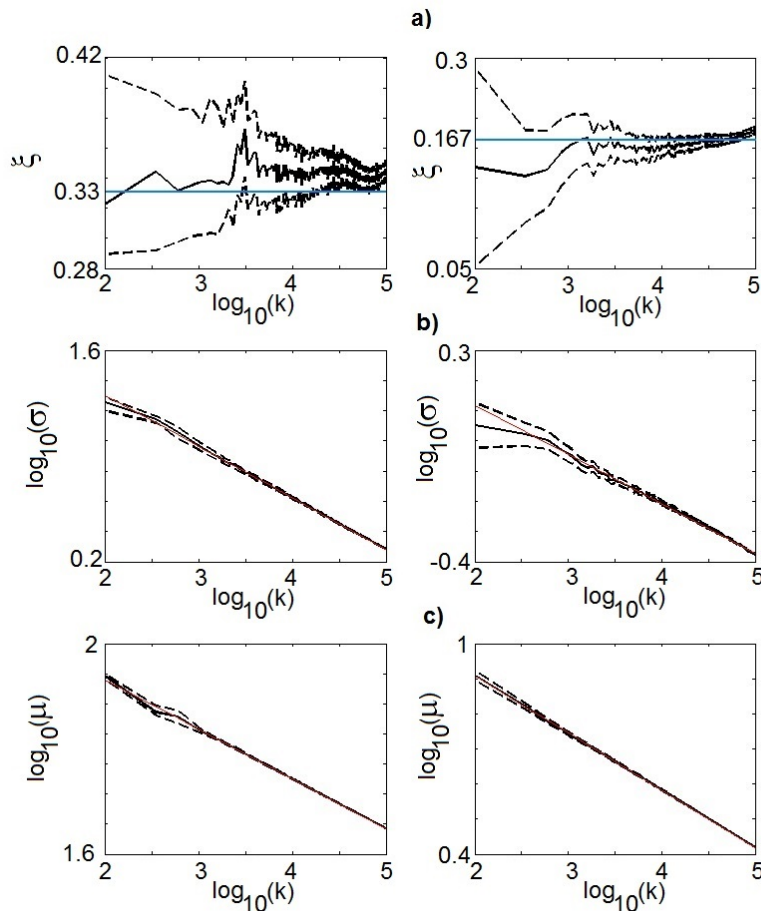 a)
0.42
ξ
0.33
0.28
2 3 4 5
log10(k)
0.3
0.167
ξ
0.05
2 3 4 5
log10(k)
b)
1.6
log10(σ)
0.2
2 3 4 5
log10(k)
0.3
log10(σ)
-0.4
2 3 4 5
log10(k)
c)
2
log10(μ)
1.6
2 3 4 5
log10(k)
1
log10(μ)
0.4
2 3 4 5
log10(k)